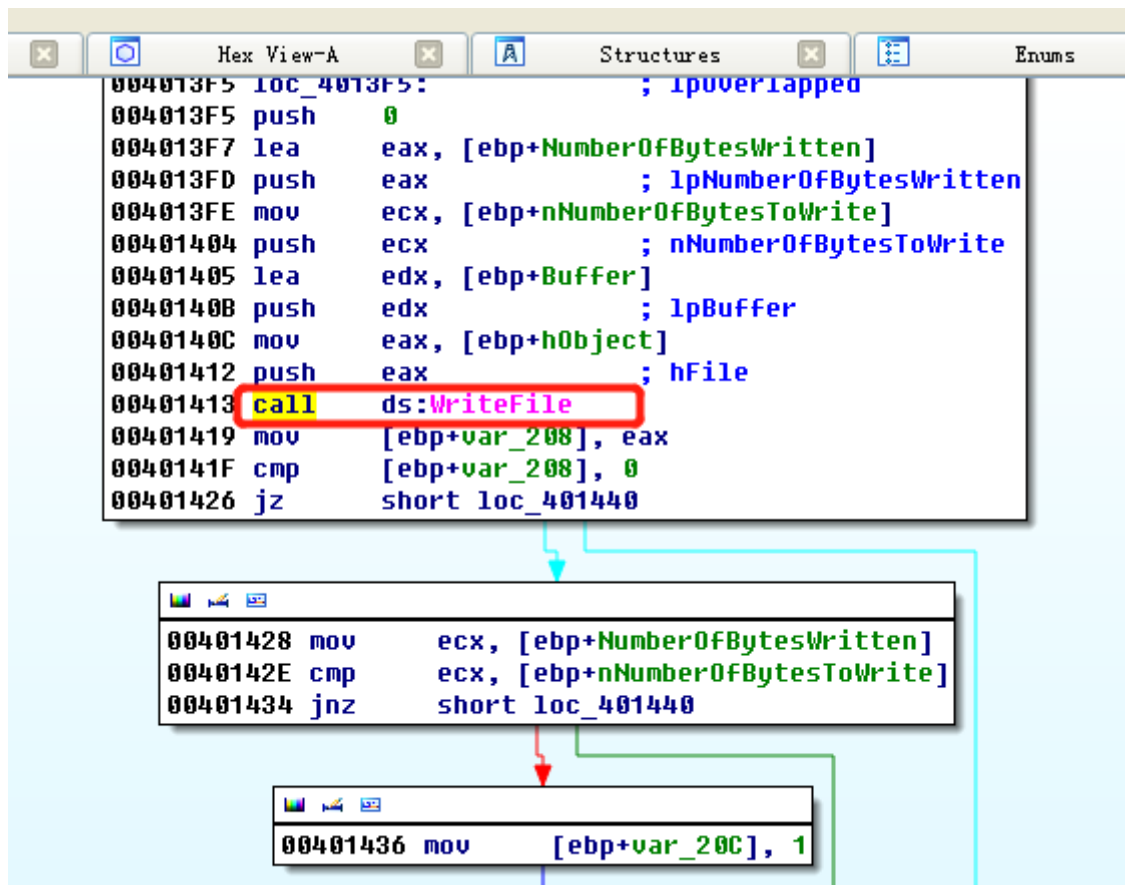 Hex View-A Structures Enums
004013F5 loc_4013F5: ; lpOverlapped
004013F5 push 0
004013F7 lea eax, [ebp+NumberOfBytesWritten]
004013FD push eax ; lpNumberOfBytesWritten
004013FE mov ecx, [ebp+nNumberOfBytesToWrite]
00401404 push ecx ; nNumberOfBytesToWrite
00401405 lea edx, [ebp+Buffer]
0040140B push edx ; lpBuffer
0040140C mov eax, [ebp+hObject]
00401412 push eax ; hFile
00401413 call ds:WriteFile
00401419 mov [ebp+var_208], eax
0040141F cmp [ebp+var_208], 0
00401426 jz short loc_401440
00401428 mov ecx, [ebp+NumberOfBytesWritten]
0040142E cmp ecx, [ebp+nNumberOfBytesToWrite]
00401434 jnz short loc_401440
00401436 mov [ebp+var_20C], 1